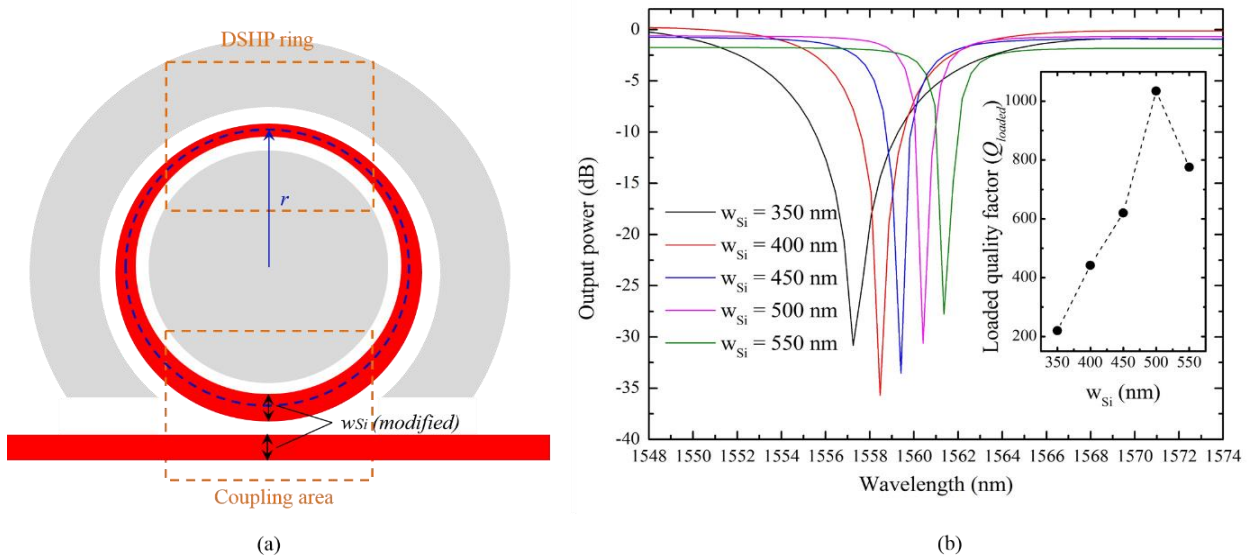 DSHP ring
r
wSi (modified)
Coupling area
(a)
Output power (dB)
0
-5
-10
-15
-20
-25
-30
-35
-40
wSi = 350 nm
wSi = 400 nm
wSi = 450 nm
wSi = 500 nm
wSi = 550 nm
Loaded quality factor (Qloaded)
1000
800
600
400
200
350 400 450 500 550
wSi (nm)
1548 1550 1552 1554 1556 1558 1560 1562 1564 1566 1568 1570 1572 1574
Wavelength (nm)
(b)